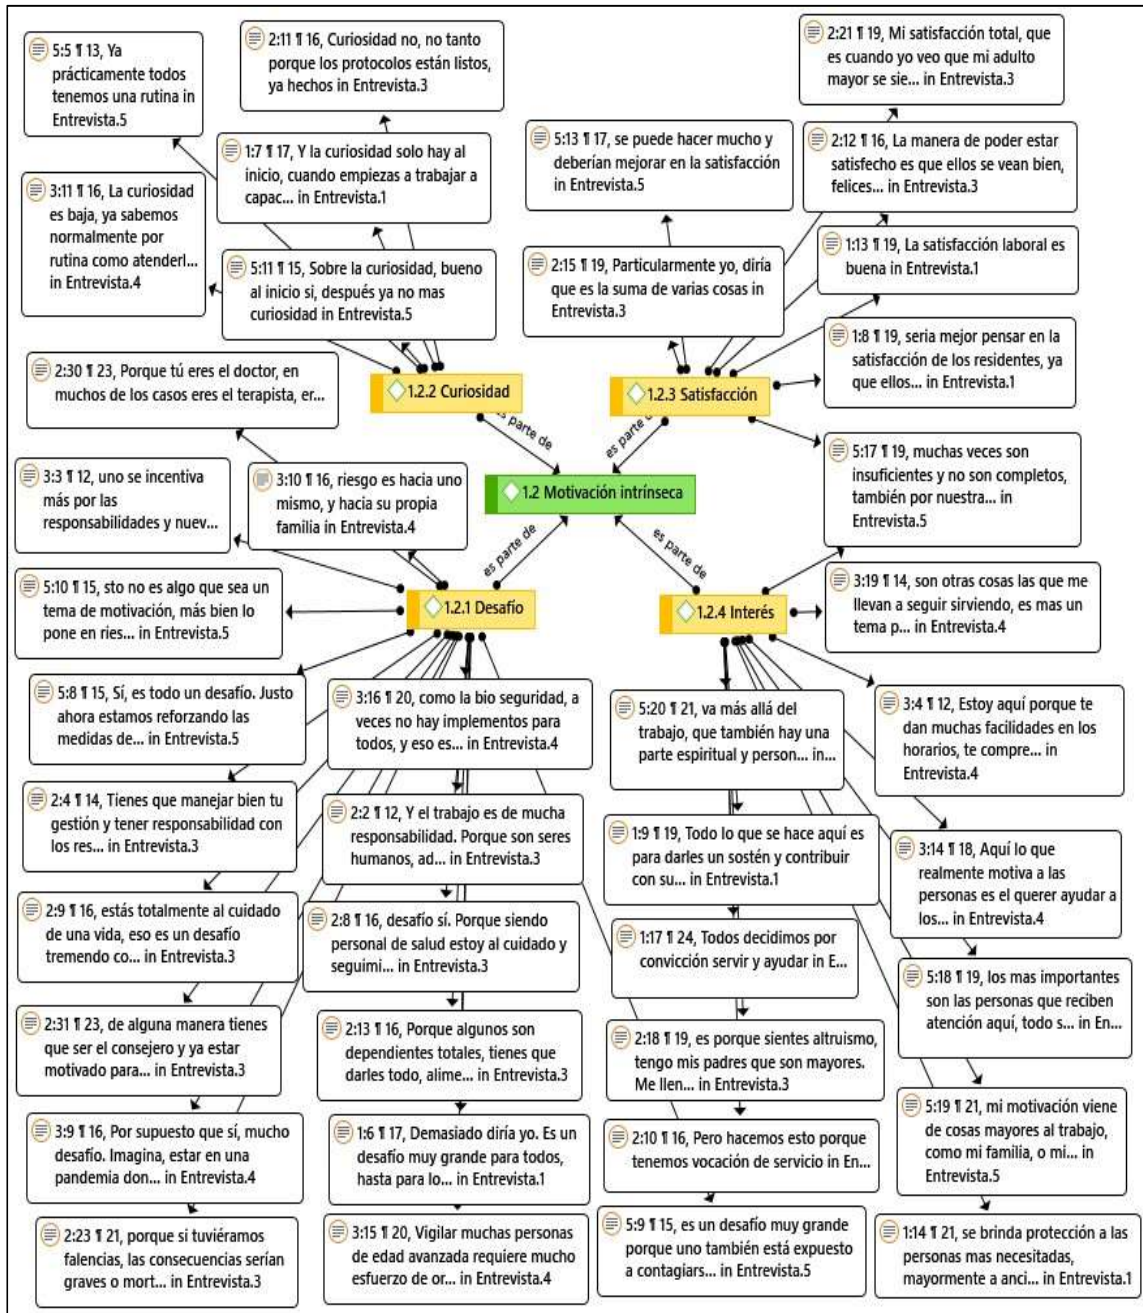 5:5 ¶ 13, Ya
prácticamente todos
tenemos una rutina in
Entrevista.5
2:11 ¶ 16, Curiosidad no, no tanto
porque los protocolos están listos,
ya hechos in Entrevista.3
2:21 ¶ 19, Mi satisfacción total, que
es cuando yo veo que mi adulto
mayor se sie... in Entrevista.3
1:7 ¶ 17, Y la curiosidad solo hay al
inicio, cuando empiezas a trabajar a
capac... in Entrevista.1
5:13 ¶ 17, se puede hacer mucho y
deberían mejorar en la satisfacción
in Entrevista.5
2:12 ¶ 16, La manera de poder estar
satisfecho es que ellos se vean bien,
felices... in Entrevista.3
3:11 ¶ 16, La curiosidad
es baja, ya sabemos
normalmente por
rutina como atenderl...
in Entrevista.4
5:11 ¶ 15, Sobre la curiosidad, bueno
al inicio si, después ya no mas
curiosidad in Entrevista.5
2:15 ¶ 19, Particularmente yo, diría
que es la suma de varias cosas in
Entrevista.3
1:13 ¶ 19, La satisfacción laboral es
buena in Entrevista.1
1:8 ¶ 19, seria mejor pensar en la
satisfacción de los residentes, ya
que ellos... in Entrevista.1
2:30 ¶ 23, Porque tú eres el doctor, en
muchos de los casos eres el terapista, er...
1.2.2 Curiosidad
1.2.3 Satisfacción
es parte de
es parte de
5:17 ¶ 19, muchas veces son
insuficientes y no son completos,
también por nuestra... in
Entrevista.5
3:3 ¶ 12, uno se incentiva
más por las
responsabilidades y nuev...
3:10 ¶ 16, riesgo es hacia uno
mismo, y hacia su propia
familia in Entrevista.4
1.2 Motivación intrínseca
es parte de
es parte de
5:10 ¶ 15, sto no es algo que sea un
tema de motivación, más bien lo
pone en ries... in Entrevista.5
1.2.1 Desafío
1.2.4 Interés
3:19 ¶ 14, son otras cosas las que me
llevan a seguir sirviendo, es mas un
tema p... in Entrevista.4
5:8 ¶ 15, Sí, es todo un desafío. Justo
ahora estamos reforzando las
medidas de... in Entrevista.5
3:16 ¶ 20, como la bio seguridad, a
veces no hay implementos para
todos, y eso es... in Entrevista.4
5:20 ¶ 21, va más allá del
trabajo, que también hay una
parte espiritual y person... in...
3:4 ¶ 12, Estoy aquí porque te
dan muchas facilidades en los
horarios, te compre... in
Entrevista.4
2:4 ¶ 14, Tienes que manejar bien tu
gestión y tener responsabilidad con
los res... in Entrevista.3
2:2 ¶ 12, Y el trabajo es de mucha
responsabilidad. Porque son seres
humanos, ad... in Entrevista.3
1:9 ¶ 19, Todo lo que se hace aquí es
para darles un sostén y contribuir
con su... in Entrevista.1
3:14 ¶ 18, Aquí lo que
realmente motiva a las
personas es el querer ayudar a
los... in Entrevista.4
2:9 ¶ 16, estás totalmente al cuidado
de una vida, eso es un desafío
tremendo co... in Entrevista.3
2:8 ¶ 16, desafío sí. Porque siendo
personal de salud estoy al cuidado y
seguimi... in Entrevista.3
1:17 ¶ 24, Todos decidimos por
convicción servir y ayudar in E...
5:18 ¶ 19, los mas importantes
son las personas que reciben
atención aquí, todo s... in En...
2:31 ¶ 23, de alguna manera tienes
que ser el consejero y ya estar
motivado para... in Entrevista.3
2:13 ¶ 16, Porque algunos son
dependientes totales, tienes que
darles todo, alime... in Entrevista.3
2:18 ¶ 19, es porque sientes altruismo,
tengo mis padres que son mayores.
Me llen... in Entrevista.3
5:19 ¶ 21, mi motivación viene
de cosas mayores al trabajo,
como mi familia, o mi... in
Entrevista.5
3:9 ¶ 16, Por supuesto que sí, mucho
desafío. Imagina, estar en una
pandemia don... in Entrevista.4
1:6 ¶ 17, Demasiado diría yo. Es un
desafío muy grande para todos,
hasta para lo... in Entrevista.1
2:10 ¶ 16, Pero hacemos esto porque
tenemos vocación de servicio in En...
2:23 ¶ 21, porque si tuviéramos
falencias, las consecuencias serían
graves o mort... in Entrevista.3
3:15 ¶ 20, Vigilar muchas personas
de edad avanzada requiere mucho
esfuerzo de or... in Entrevista.4
5:9 ¶ 15, es un desafío muy grande
porque uno también está expuesto
a contagiars... in Entrevista.5
1:14 ¶ 21, se brinda protección a las
personas mas necesitadas,
mayormente a anci... in Entrevista.1